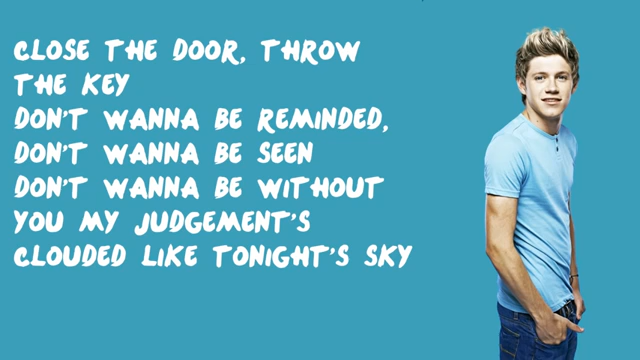 CLOSE THE DOOR, THROW
THE KEY
DON'T WANNA BE REMINDED,
DON'T WANNA BE SEEN
DON'T WANNA BE WITHOUT
YOU MY JUDGEMENT'S
CLOUDED LIKE TONIGHT'S SKY